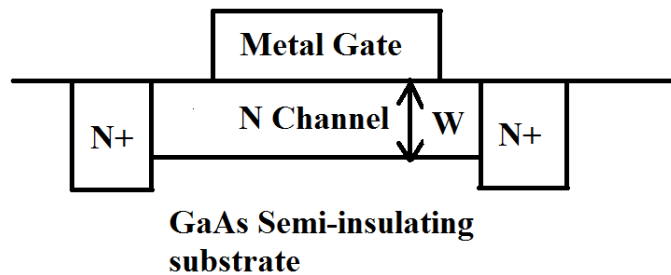 Metal Gate
N+
N Channel
W
N+
GaAs Semi-insulating
substrate